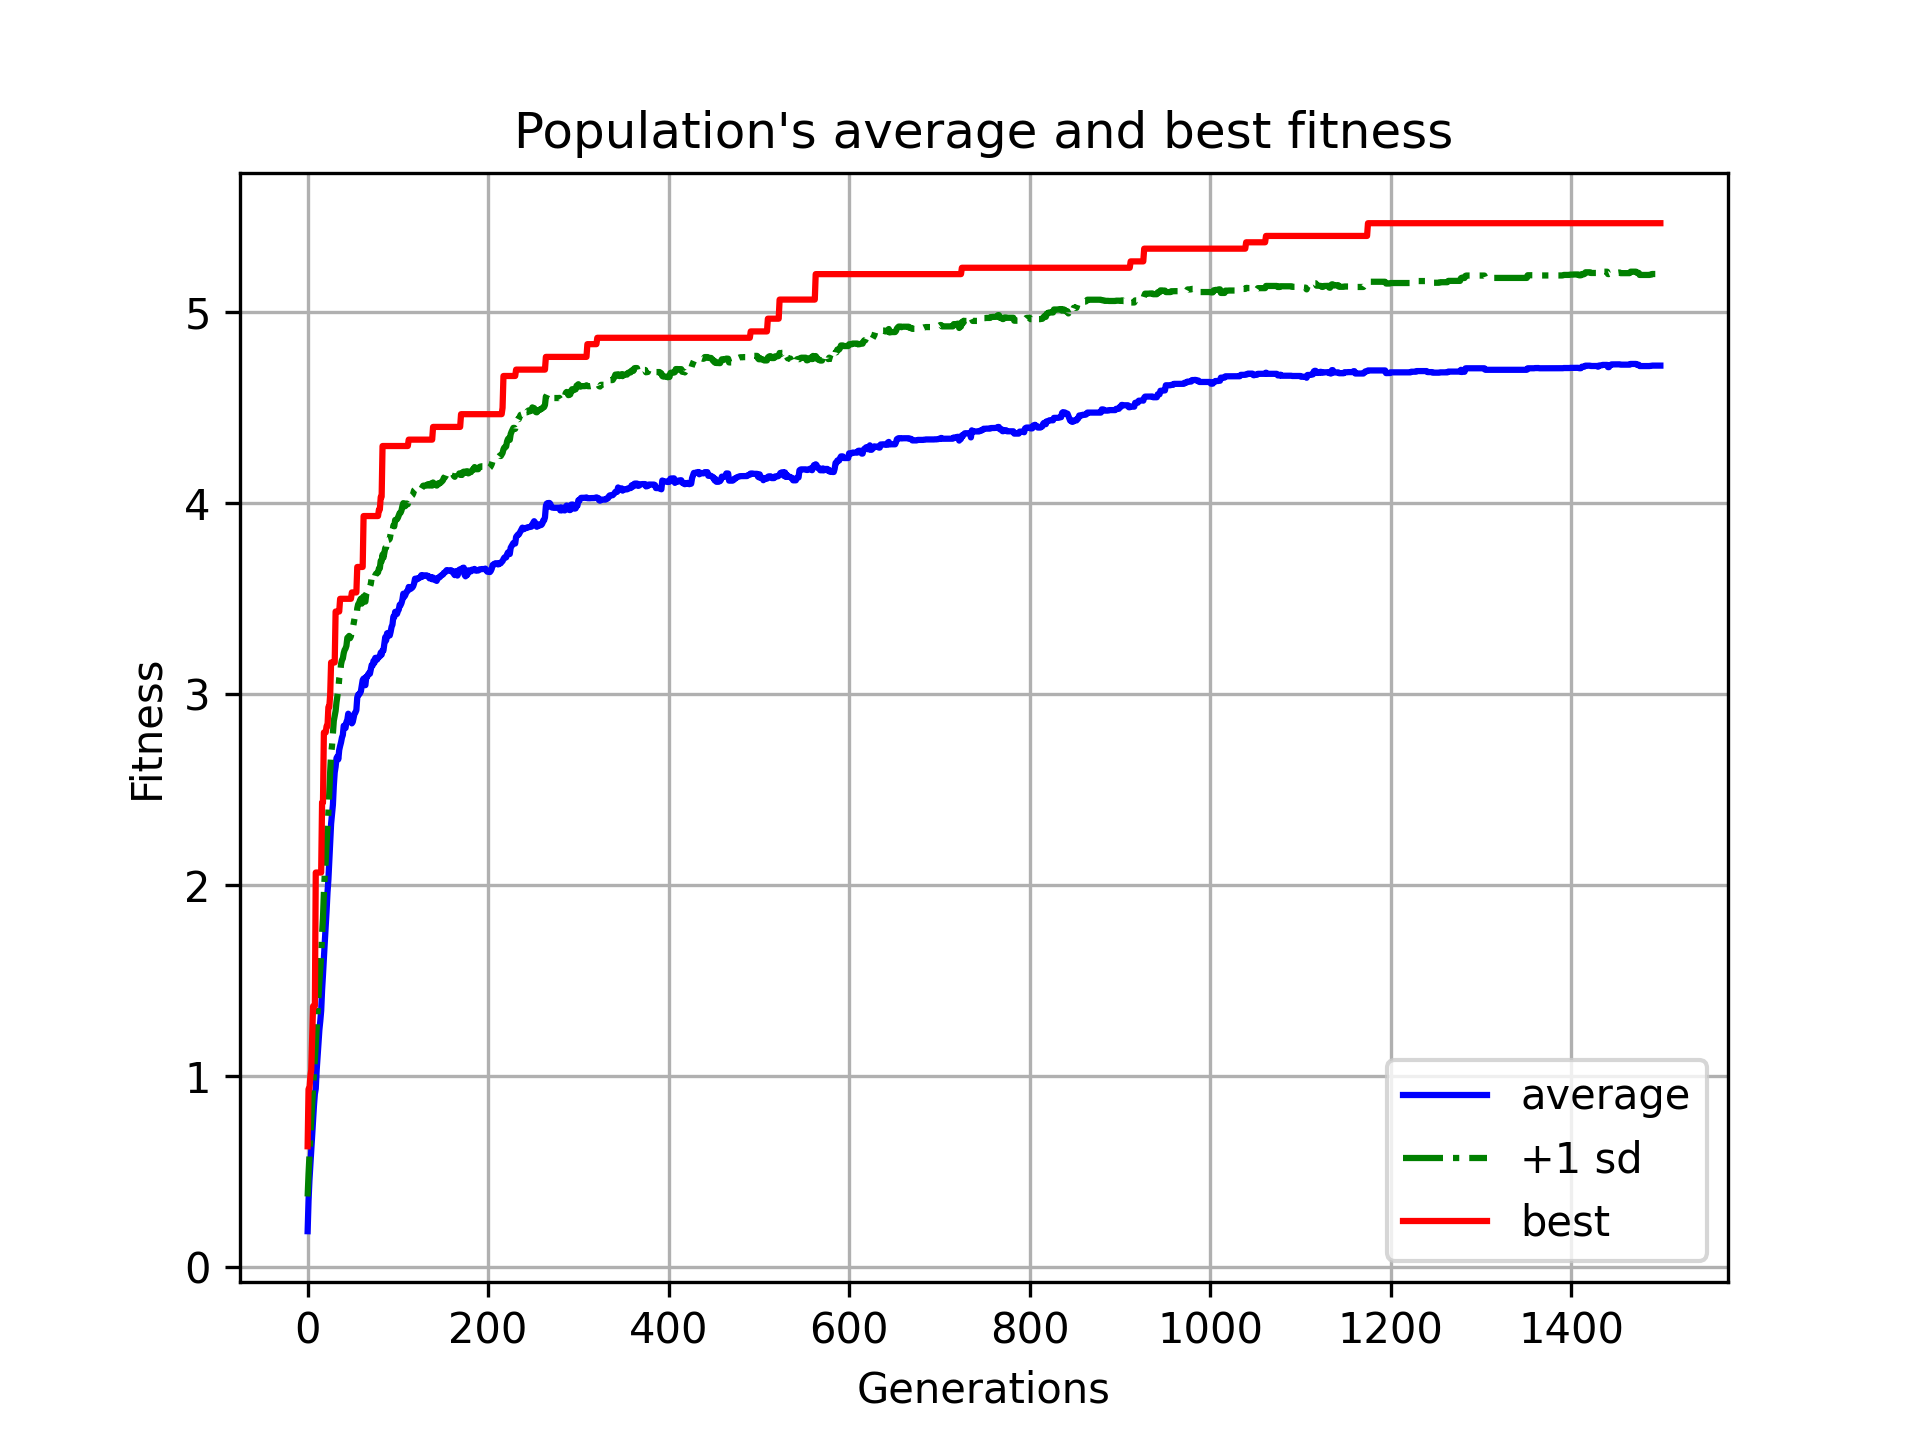 Population's average and best fitness
Fitness
5
4
3
2
1
0
average
+1 sd
best
0 200 400 600 800 1000 1200 1400
Generations